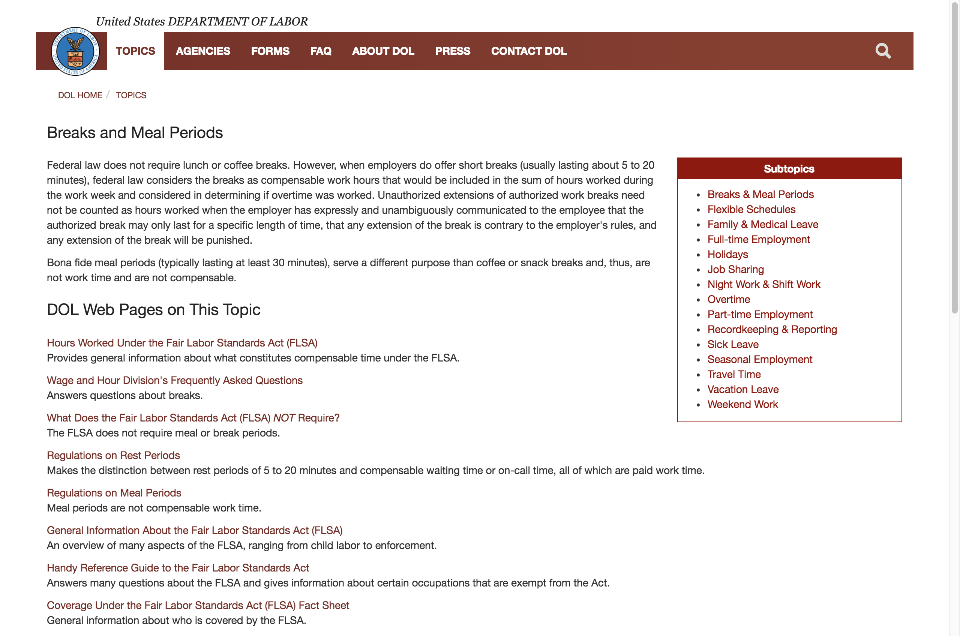 United States DEPARTMENT OF LABOR
TOPICS AGENCIES FORMS FAQ ABOUT DOL PRESS CONTACT DOL
DOL HOME / TOPICS
Breaks and Meal Periods
Federal law does not require lunch or coffee breaks. However, when employers do offer short breaks (usually lasting about 5 to 20
minutes), federal law considers the breaks as compensable work hours that would be included in the sum of hours worked during
the work week and considered in determining if overtime was worked. Unauthorized extensions of authorized work breaks need
not be counted as hours worked when the employer has expressly and unambiguously communicated to the employee that the
authorized break may only last for a specific length of time, that any extension of the break is contrary to the employer's rules, and
any extension of the break will be punished.
Bona fide meal periods (typically lasting at least 30 minutes), serve a different purpose than coffee or snack breaks and, thus, are
not work time and are not compensable.
DOL Web Pages on This Topic
Hours Worked Under the Fair Labor Standards Act (FLSA)
Provides general information about what constitutes compensable time under the FLSA.
Wage and Hour Division's Frequently Asked Questions
Answers questions about breaks.
What Does the Fair Labor Standards Act (FLSA) NOT Require?
The FLSA does not require meal or break periods.
Regulations on Rest Periods
Makes the distinction between rest periods of 5 to 20 minutes and compensable waiting time or on-call time, all of which are paid work time.
Regulations on Meal Periods
Meal periods are not compensable work time.
General Information About the Fair Labor Standards Act (FLSA)
An overview of many aspects of the FLSA, ranging from child labor to enforcement.
Handy Reference Guide to the Fair Labor Standards Act
Answers many questions about the FLSA and gives information about certain occupations that are exempt from the Act.
Coverage Under the Fair Labor Standards Act (FLSA) Fact Sheet
General information about who is covered by the FLSA.
Subtopics
Breaks & Meal Periods
Flexible Schedules
Family & Medical Leave
Full-time Employment
Holidays
Job Sharing
Night Work & Shift Work
Overtime
Part-time Employment
Recordkeeping & Reporting
Sick Leave
Seasonal Employment
Travel Time
Vacation Leave
Weekend Work